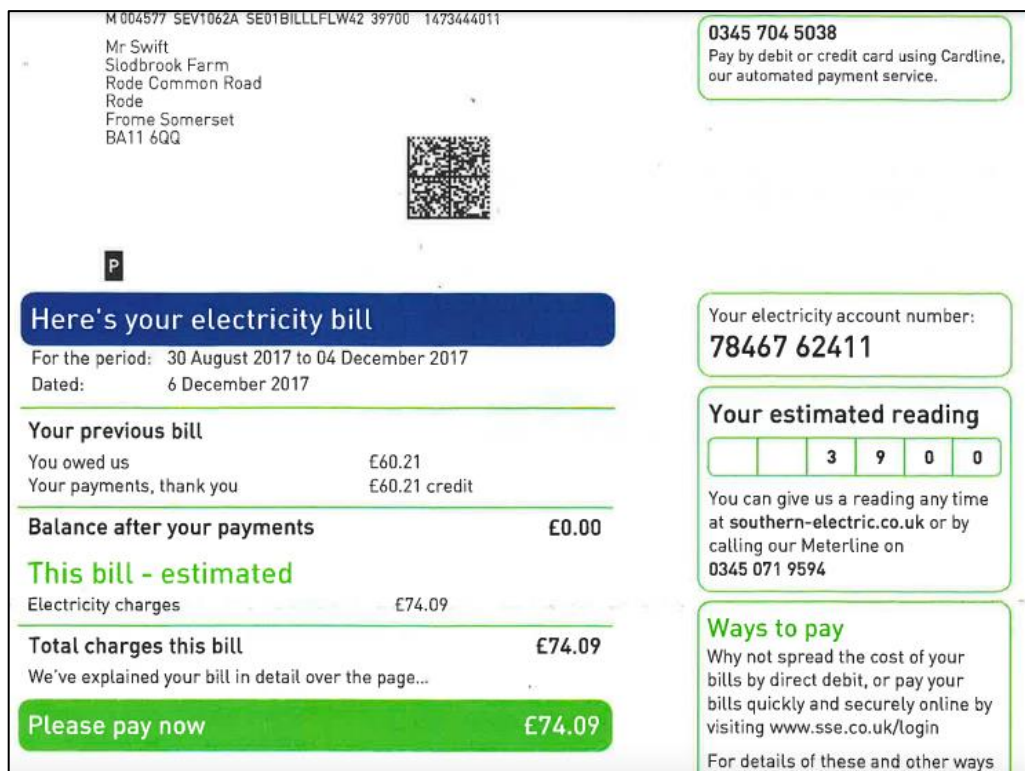 M 004577 SEV1062A SE01BILLLFLW42 39700 1473444011
Mr Swift
Slodbrook Farm
Rode Common Road
Rode
Frome Somerset
BA11 6QQ
P
0345 704 5038
Pay by debit or credit card using Cardline,
our automated payment service.
Here's your electricity bill
For the period: 30 August 2017 to 04 December 2017
Dated: 6 December 2017
Your previous bill
You owed us £60.21
Your payments, thank you £60.21 credit
Balance after your payments £0.00
This bill - estimated
Electricity charges £74.09
Total charges this bill £74.09
We've explained your bill in detail over the page...
Please pay now £74.09
Your electricity account number:
78467 62411
Your estimated reading
3 9 0 0
You can give us a reading any time
at southern-electric.co.uk or by
calling our Meterline on
0345 071 9594
Ways to pay
Why not spread the cost of your
bills by direct debit, or pay your
bills quickly and securely online by
visiting www.sse.co.uk/login
For details of these and other ways